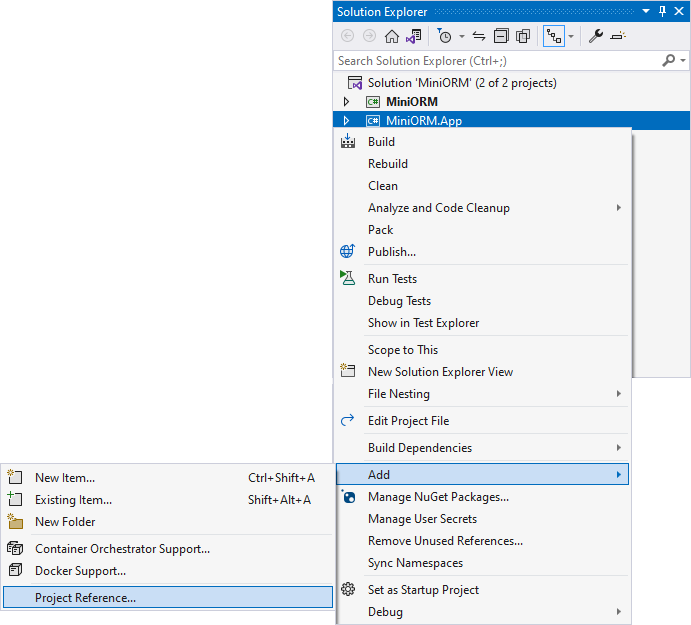 Solution Explorer
Search Solution Explorer (Ctrl+;)
Solution 'MiniORM' (2 of 2 projects)
C# MiniORM
C# MiniORM.App
Build
Rebuild
Clean
Analyze and Code Cleanup
Pack
Publish...
Run Tests
Debug Tests
Show in Test Explorer
Scope to This
New Solution Explorer View
File Nesting
Edit Project File
Build Dependencies
Add
Manage NuGet Packages...
Manage User Secrets
Remove Unused References...
Sync Namespaces
Set as Startup Project
Debug
New Item... Ctrl+Shift+A
Existing Item... Shift+Alt+A
New Folder
Container Orchestrator Support...
Docker Support...
Project Reference...